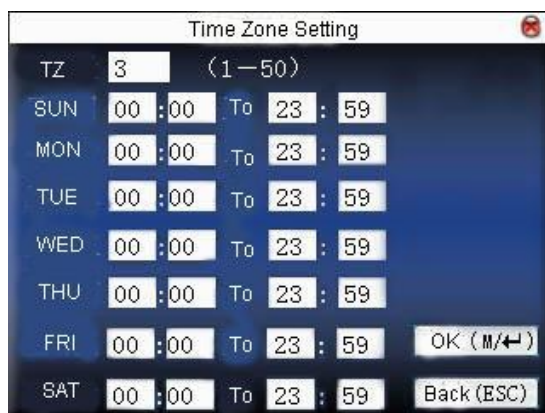 Time Zone Setting
TZ 3 (1-50)
SUN 00:00 To 23:59
MON 00:00 To 23:59
TUE 00:00 To 23:59
WED 00:00 To 23:59
THU 00:00 To 23:59
FRI 00:00 To 23:59 OK (M/↵)
SAT 00:00 To 23:59 Back (ESC)